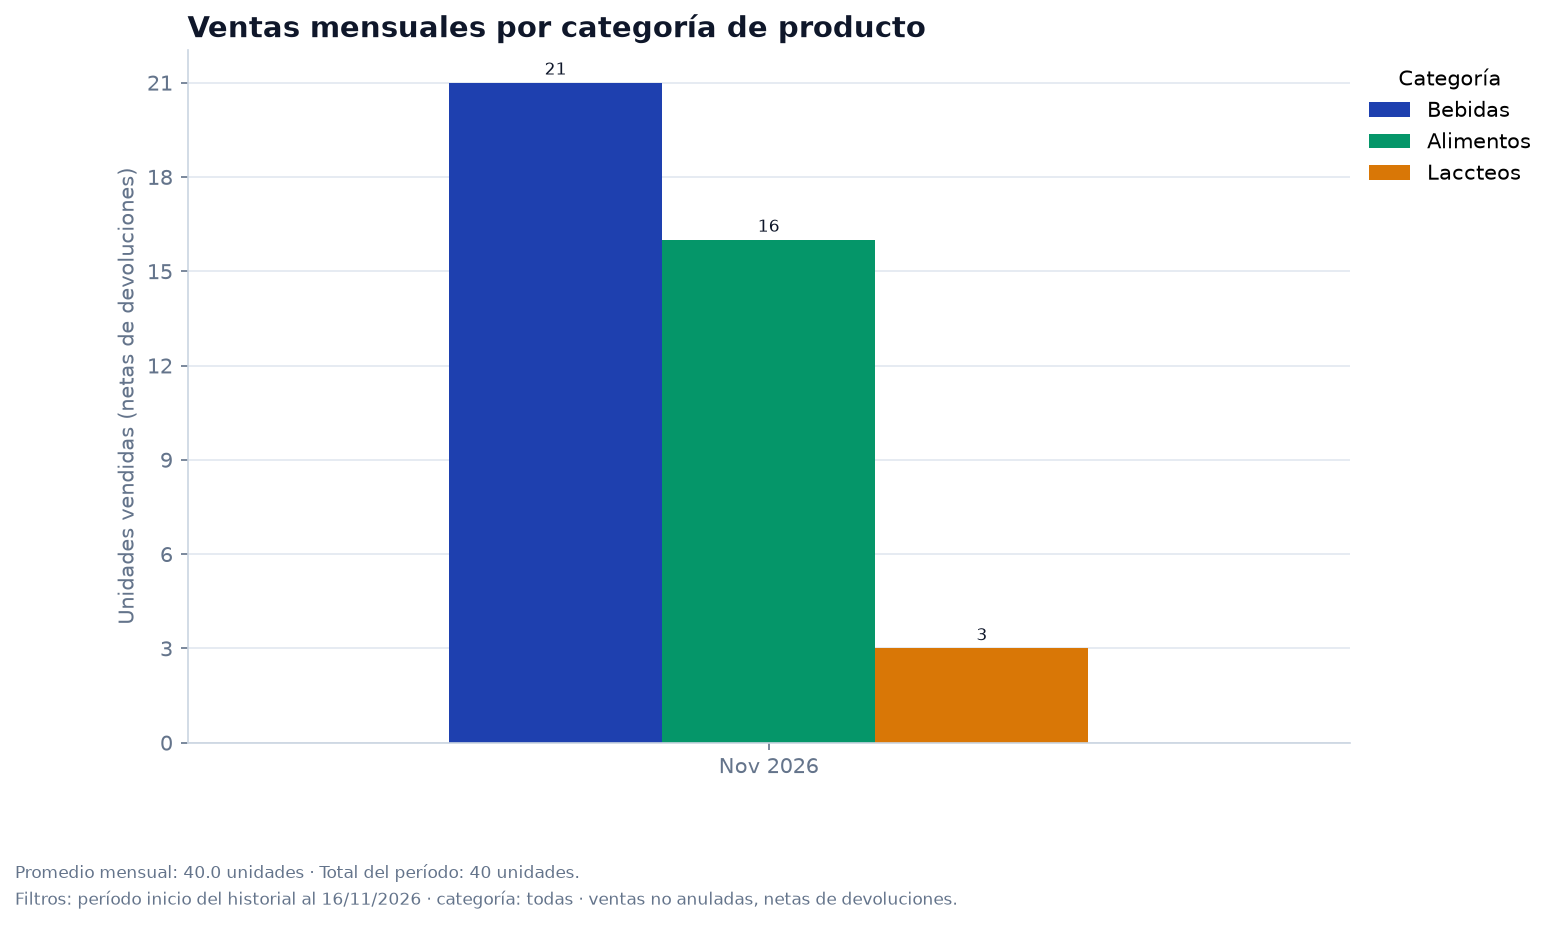 Ventas mensuales por categoría de producto
Categoría
Bebidas
Alimentos
Laccteos
Unidades vendidas (netas de devoluciones)
21
18
15
12
9
6
3
0
21
16
3
Nov 2026
Promedio mensual: 40.0 unidades · Total del período: 40 unidades.
Filtros: período inicio del historial al 16/11/2026 · categoría: todas · ventas no anuladas, netas de devoluciones.